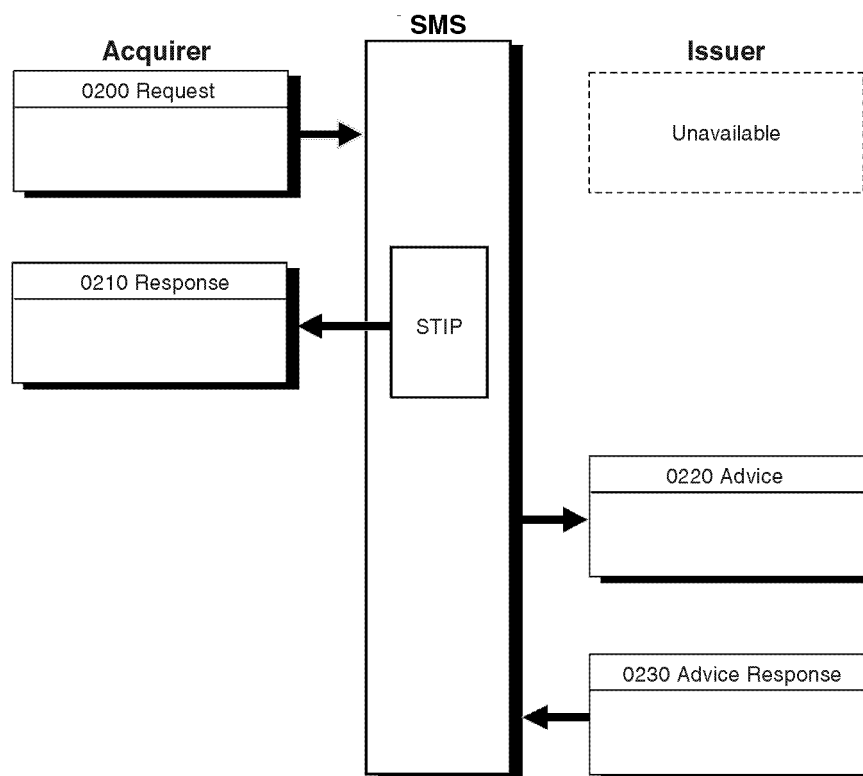 SMS
Acquirer
Issuer
0200 Request
Unavailable
0210 Response
STIP
0220 Advice
0230 Advice Response